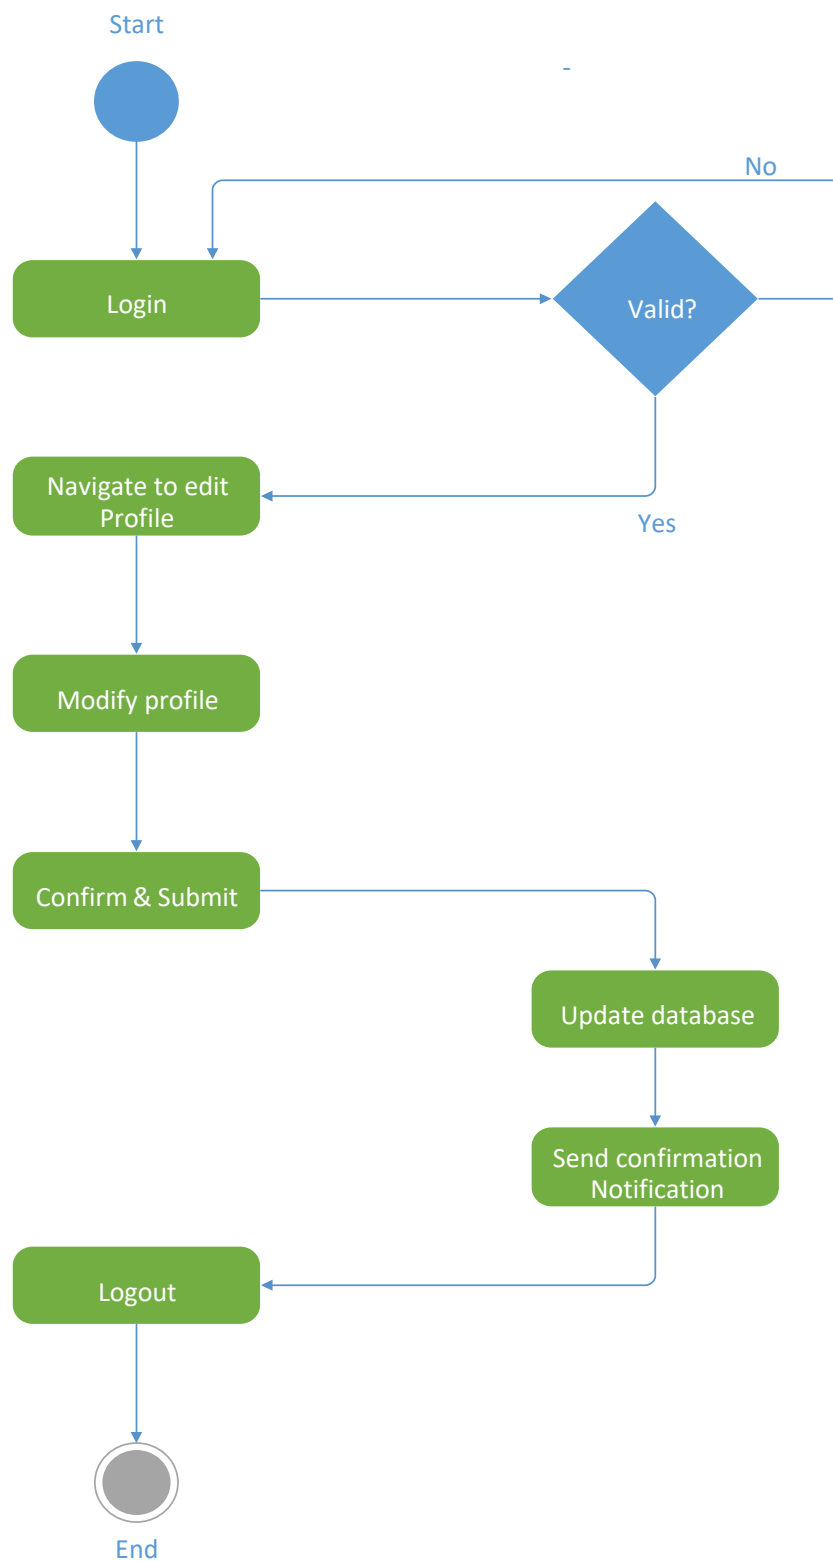 Start
-
No
Login
Valid?
Navigate to edit
Profile
Yes
Modify profile
Confirm & Submit
Update database
Send confirmation
Notification
Logout
End